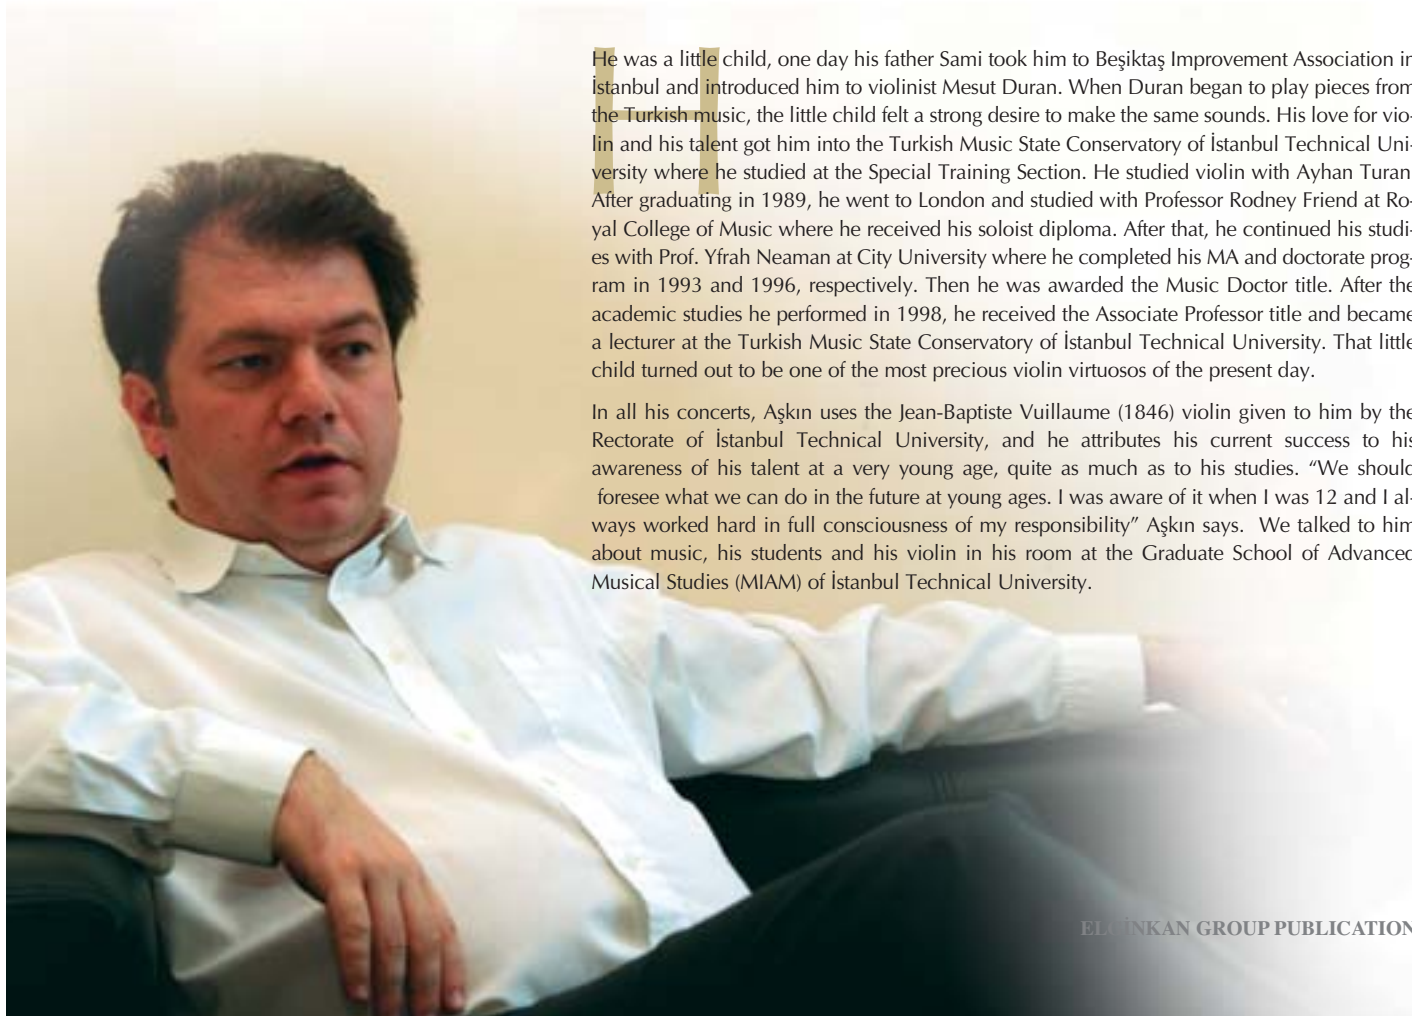 He was a little child, one day his father Sami took him to Beşiktaş Improvement Association in
İstanbul and introduced him to violinist Mesut Duran. When Duran began to play pieces from
the Turkish music, the little child felt a strong desire to make the same sounds. His love for vio-
lin and his talent got him into the Turkish Music State Conservatory of İstanbul Technical Uni-
versity where he studied at the Special Training Section. He studied violin with Ayhan Turan
After graduating in 1989, he went to London and studied with Professor Rodney Friend at Ro-
yal College of Music where he received his soloist diploma. After that, he continued his studi-
es with Prof. Yfrah Neaman at City University where he completed his MA and doctorate prog-
ram in 1993 and 1996, respectively. Then he was awarded the Music Doctor title. After the
academic studies he performed in 1998, he received the Associate Professor title and became
a lecturer at the Turkish Music State Conservatory of İstanbul Technical University. That little
child turned out to be one of the most precious violin virtuosos of the present day.
In all his concerts, Aşkın uses the Jean-Baptiste Vuillaume (1846) violin given to him by the
Rectorate of İstanbul Technical University, and he attributes his current success to his
awareness of his talent at a very young age, quite as much as to his studies. “We should
foresee what we can do in the future at young ages. I was aware of it when I was 12 and I al-
ways worked hard in full consciousness of my responsibility” Aşkın says. We talked to him
about music, his students and his violin in his room at the Graduate School of Advanced
Musical Studies (MIAM) of İstanbul Technical University.
ELGİNKAN GROUP PUBLICATION